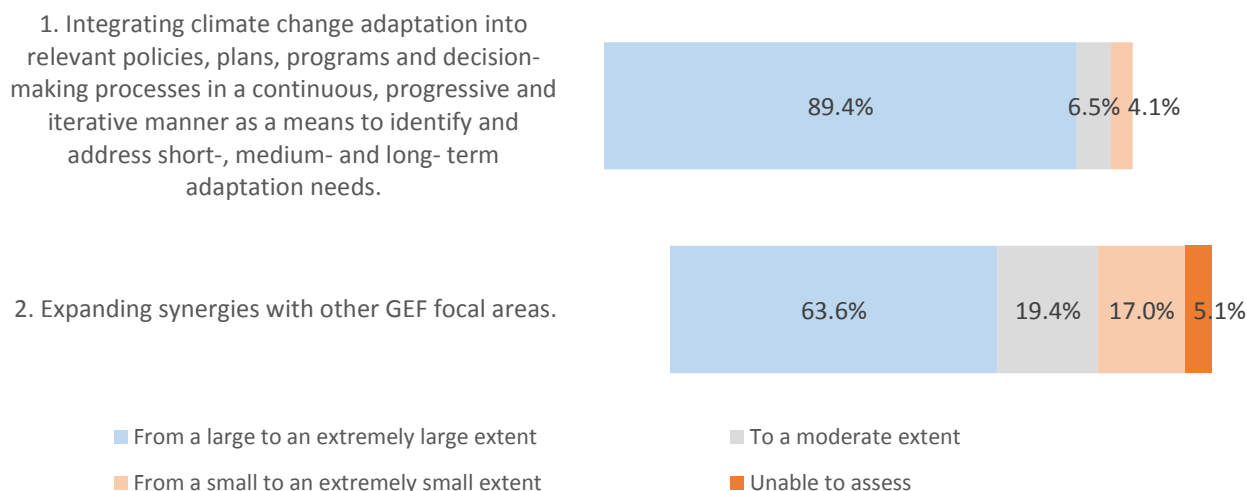 1. Integrating climate change adaptation into
relevant policies, plans, programs and decision-
making processes in a continuous, progressive and
iterative manner as a means to identify and
address short-, medium- and long- term
adaptation needs.
89.4% 6.5% 4.1%
2. Expanding synergies with other GEF focal areas.
63.6% 19.4% 17.0% 5.1%
From a large to an extremely large extent
To a moderate extent
From a small to an extremely small extent
Unable to assess